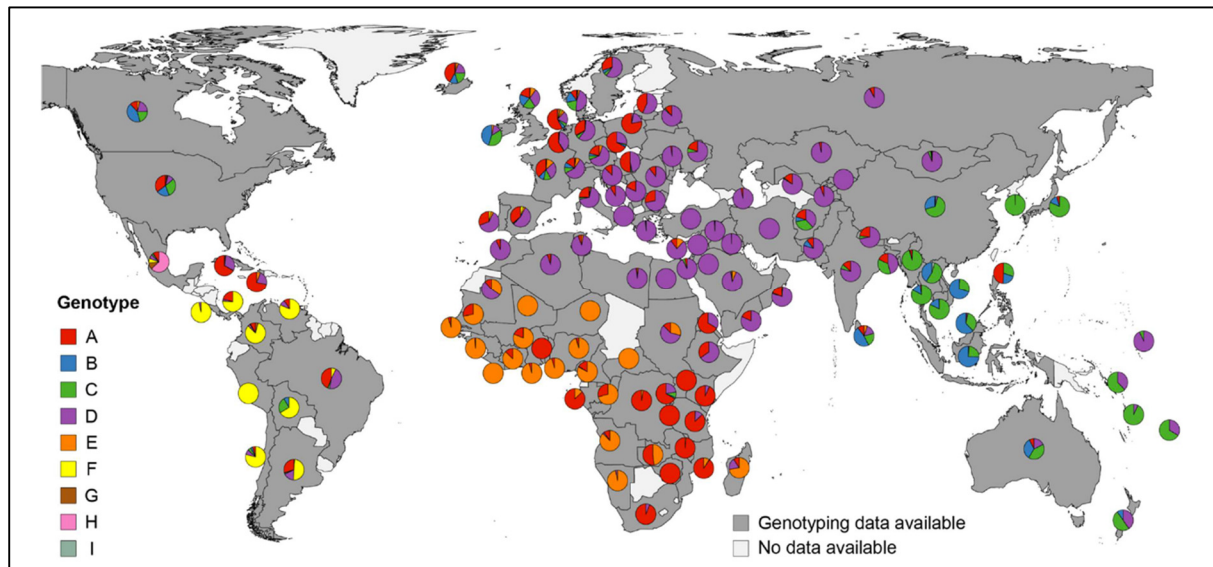 Genotype
A
B
C
D
E
F
G
H
I
Genotyping data available
No data available